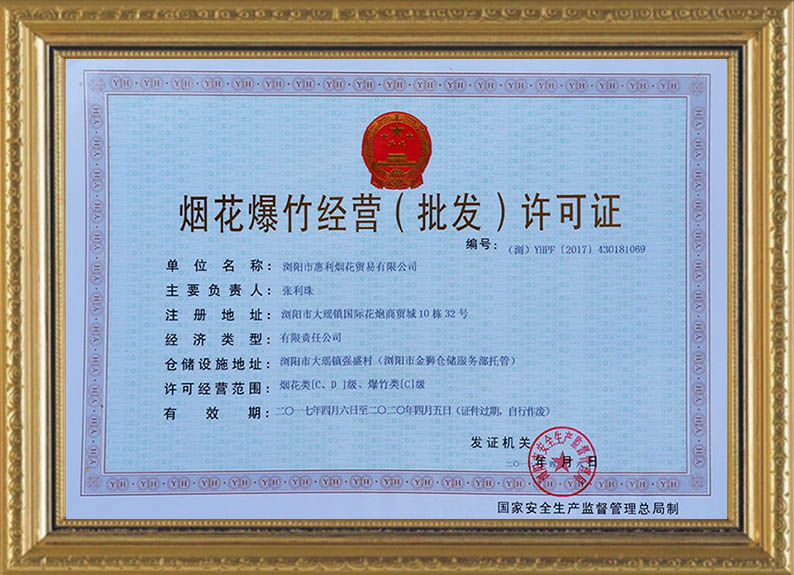 烟花爆竹经营（批发）许可证
编号：（浏）YHPF〔2017〕430181069
单位名称：浏阳市惠利烟花贸易有限公司
主要负责人：张利珠
注册地址：浏阳市大瑶镇国际花炮商贸城10栋32号
经济类型：有限责任公司
仓储设施地址：浏阳市大瑶镇强盛村（浏阳市金狮仓储服务部托管）
许可经营范围：烟花类[C、D]级、爆竹类[C]级
有效期：二〇一七年四月六日至二〇二〇年四月五日（证件过期，自行作废）
发证机关
年 月 日
国家安全生产监督管理总局制